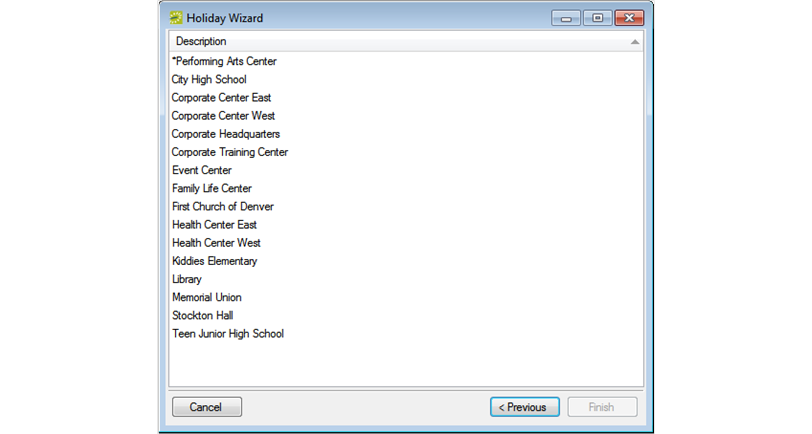 Holiday Wizard
Description
*Performing Arts Center
City High School
Corporate Center East
Corporate Center West
Corporate Headquarters
Corporate Training Center
Event Center
Family Life Center
First Church of Denver
Health Center East
Health Center West
Kiddies Elementary
Library
Memorial Union
Stockton Hall
Teen Junior High School
Cancel < Previous Finish